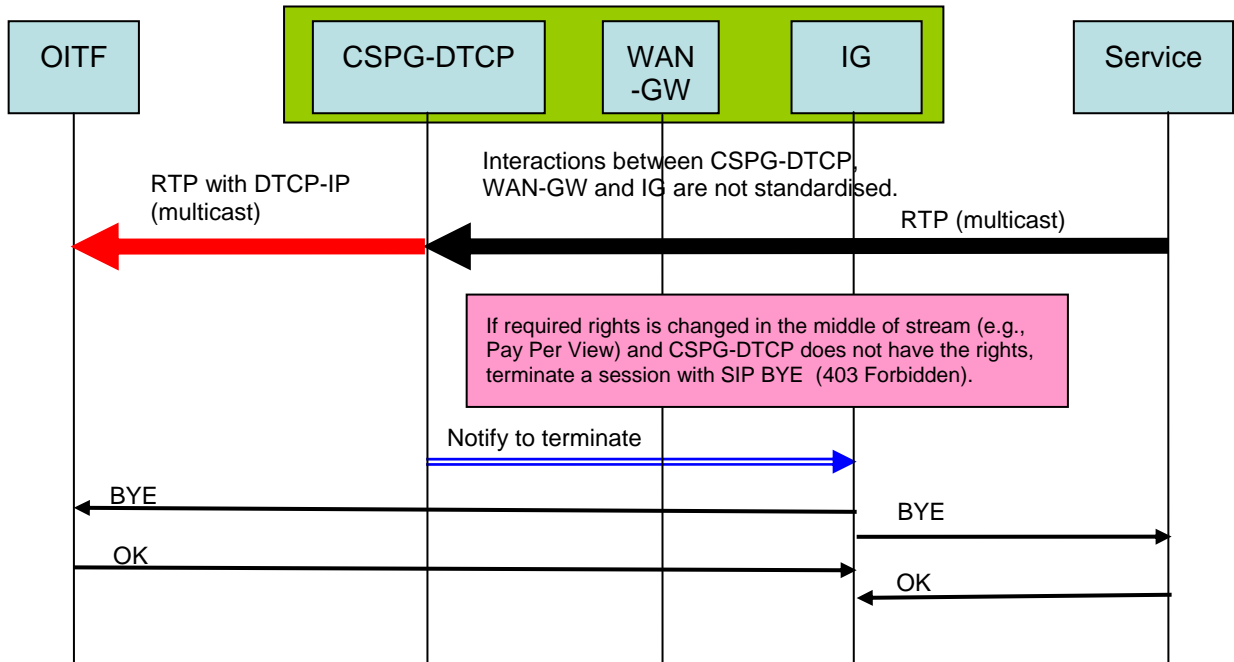 OITF
CSPG-DTCP
WAN
-GW
IG
Service
Interactions between CSPG-DTCP,
WAN-GW and IG are not standardised.
RTP with DTCP-IP
(multicast)
RTP (multicast)
If required rights is changed in the middle of stream (e.g.,
Pay Per View) and CSPG-DTCP does not have the rights,
terminate a session with SIP BYE (403 Forbidden).
Notify to terminate
BYE
BYE
OK
OK